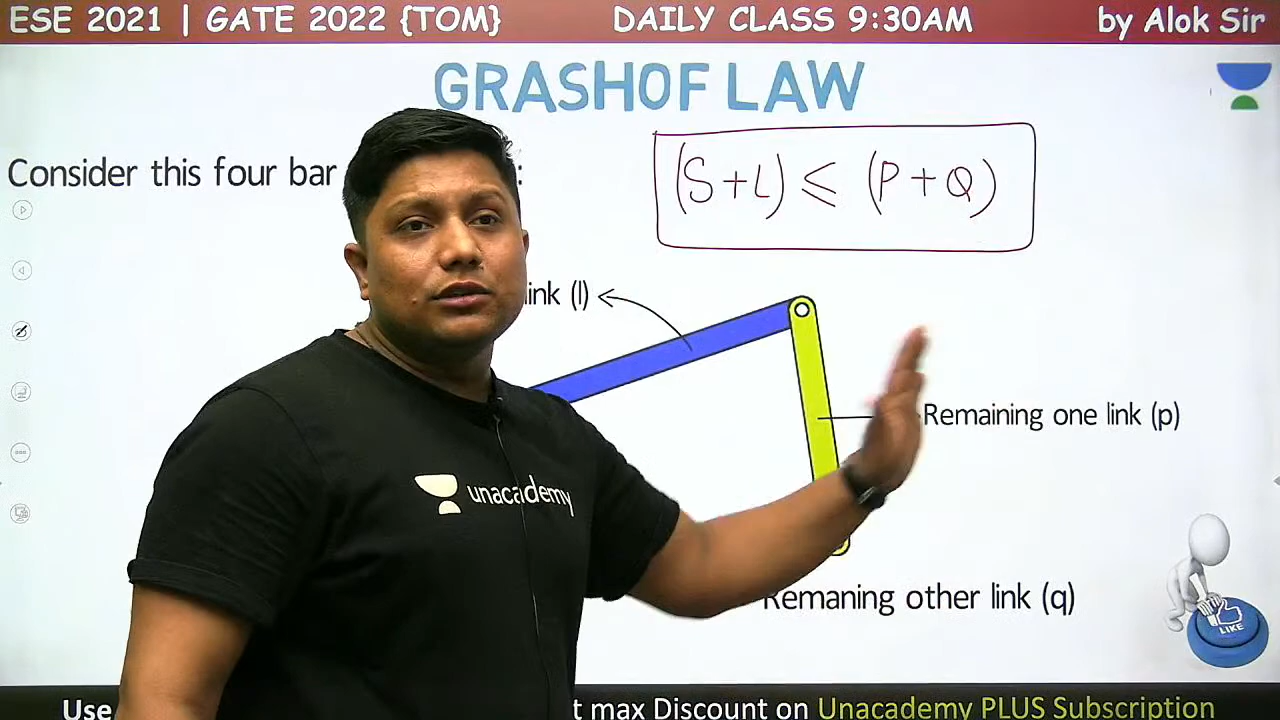 ESE 2021 | GATE 2022 {TOM} DAILY CLASS 9:30AM by Alok Sir
GRASHOF LAW
Consider this four bar :
(S+L) ⩽ (P+Q)
ink (l)
Remaining one link (p)
unacademy
Remaning other link (q)
LIKE
Use t max Discount on Unacademy PLUS Subscription